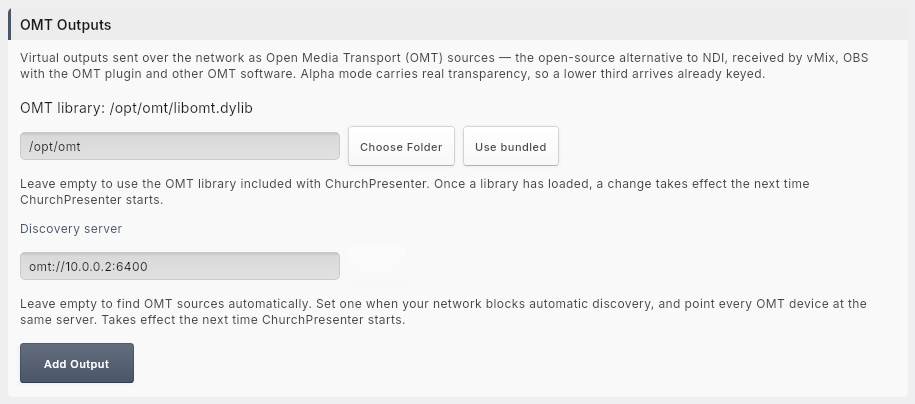 OMT Outputs
Virtual outputs sent over the network as Open Media Transport (OMT) sources — the open-source alternative to NDI, received by vMix, OBS
with the OMT plugin and other OMT software. Alpha mode carries real transparency, so a lower third arrives already keyed.
OMT library: /opt/omt/libomt.dylib
/opt/omt
Choose Folder
Use bundled
Leave empty to use the OMT library included with ChurchPresenter. Once a library has loaded, a change takes effect the next time
ChurchPresenter starts.
Discovery server
omt://10.0.0.2:6400
Leave empty to find OMT sources automatically. Set one when your network blocks automatic discovery, and point every OMT device at the
same server. Takes effect the next time ChurchPresenter starts.
Add Output